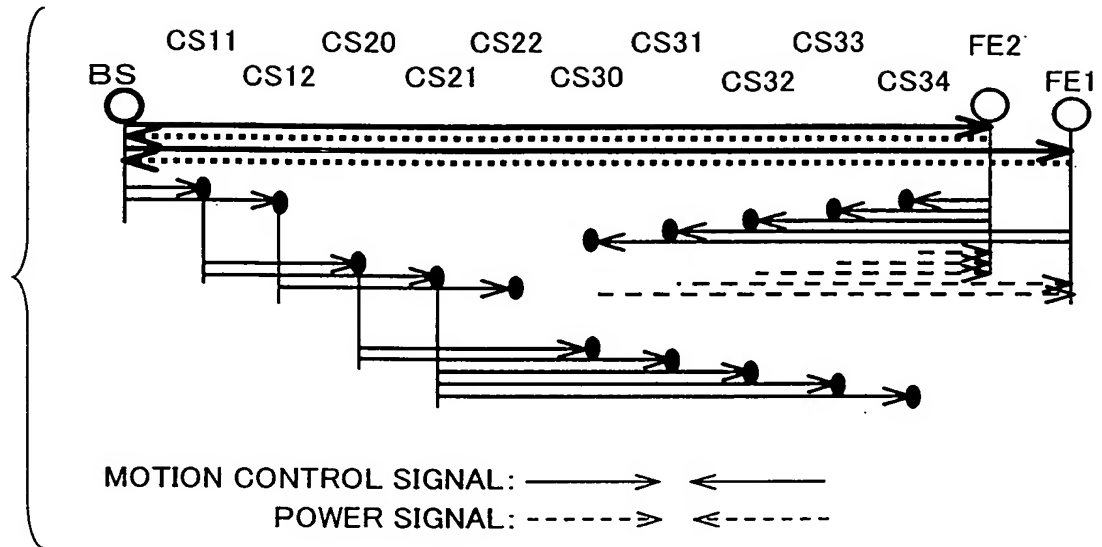 CS11 CS20 CS22 CS31 CS33 FE2
BS CS12 CS21 CS30 CS32 CS34 FE1
MOTION CONTROL SIGNAL:
POWER SIGNAL: